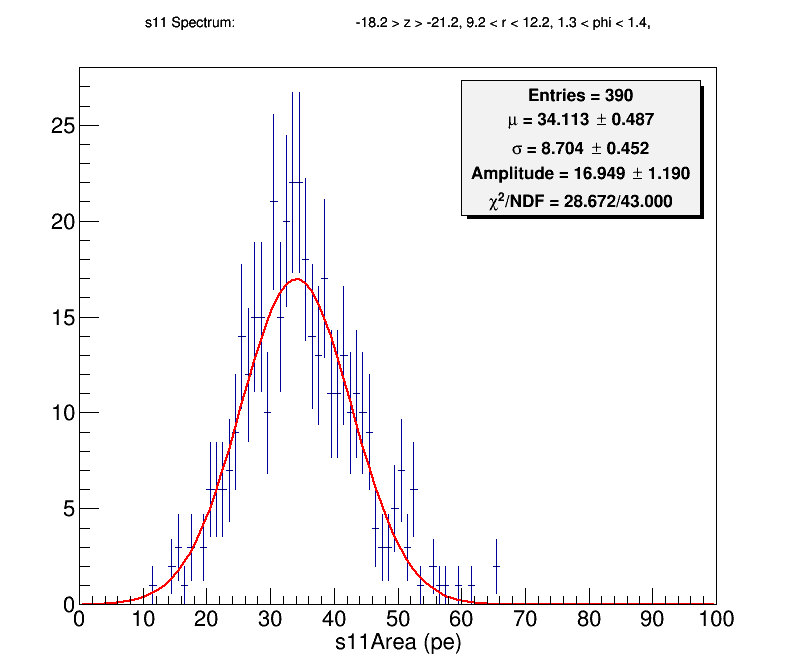 s11 Spectrum: -18.2 > z > -21.2, 9.2 < r < 12.2, 1.3 < phi < 1.4,
Entries = 390
μ = 34.113 ± 0.487
σ = 8.704 ± 0.452
Amplitude = 16.949 ± 1.190
χ²/NDF = 28.672/43.000
25
20
15
10
5
0
0 10 20 30 40 50 60 70 80 90 100
s11Area (pe)